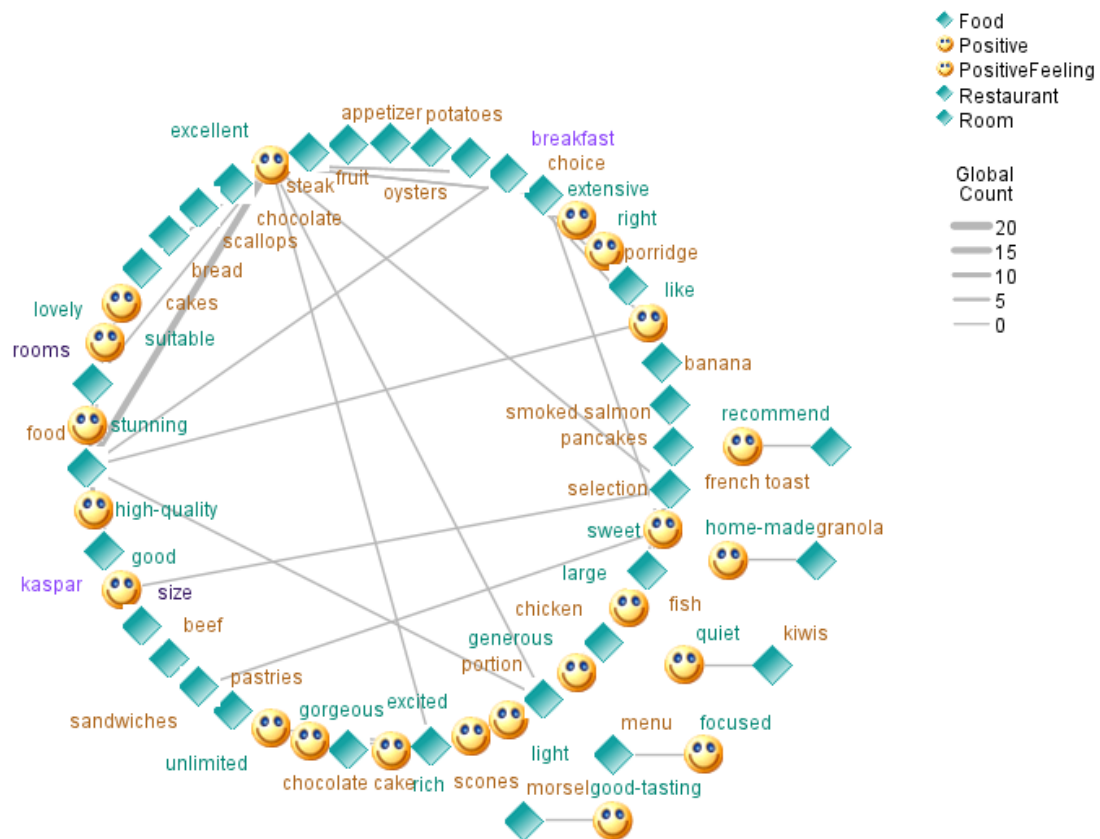 Food
Positive
PositiveFeeling
Restaurant
Room
Global
Count
20
15
10
5
0
appetizer
potatoes
excellent
breakfast
choice
steak
fruit
oysters
extensive
chocolate
right
scallops
porridge
bread
like
cakes
lovely
suitable
rooms
banana
smoked salmon
recommend
stunning
food
pancakes
selection
french toast
high-quality
sweet
home-made
granola
good
large
kaspar
size
chicken
fish
beef
generous
quiet
kiwis
portion
pastries
excited
gorgeous
sandwiches
menu
focused
light
unlimited
chocolate cake
rich
scones
morsel
good-tasting